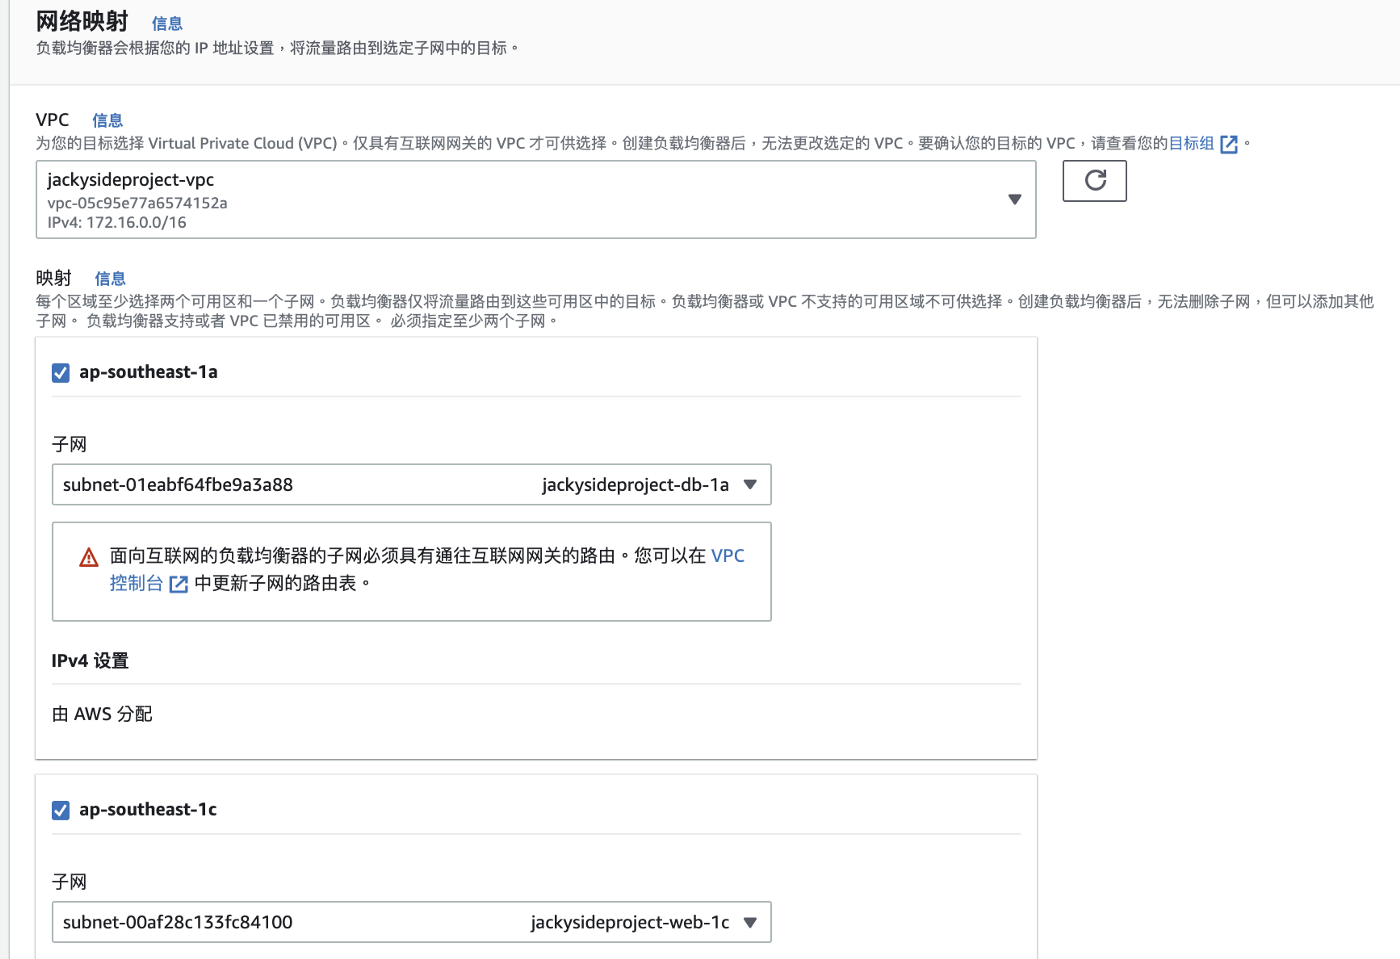 网络映射 信息
负载均衡器会根据您的 IP 地址设置，将流量路由到选定子网中的目标。
VPC 信息
为您的目标选择 Virtual Private Cloud (VPC)。仅具有互联网网关的 VPC 才可供选择。创建负载均衡器后，无法更改选定的 VPC。要确认您的目标的 VPC，请查看您的目标组。
jackysideproject-vpc
vpc-05c95e77a6574152a
IPv4: 172.16.0.0/16
映射 信息
每个区域至少选择两个可用区和一个子网。负载均衡器仅将流量路由到这些可用区中的目标。负载均衡器或 VPC 不支持的可用区域不可供选择。创建负载均衡器后，无法删除子网，但可以添加其他
子网。 负载均衡器支持或者 VPC 已禁用的可用区。 必须指定至少两个子网。
ap-southeast-1a
子网
subnet-01eabf64fbe9a3a88 jackysideproject-db-1a
面向互联网的负载均衡器的子网必须具有通往互联网网关的路由。您可以在 VPC
控制台 中更新子网的路由表。
IPv4 设置
由 AWS 分配
ap-southeast-1c
子网
subnet-00af28c133fc84100 jackysideproject-web-1c